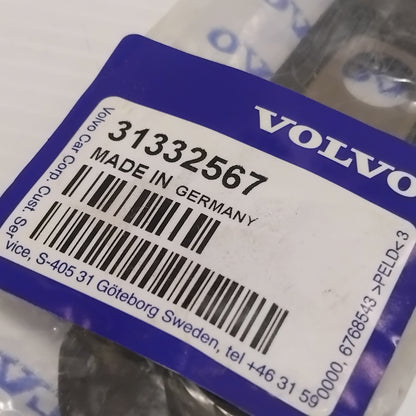 VOLVO
31332567
MADE IN GERMANY
Volvo Car Corp. Cust. Service, S-405 31 Göteborg Sweden, tel +46 31 590000. 6768543 >PELD< 3